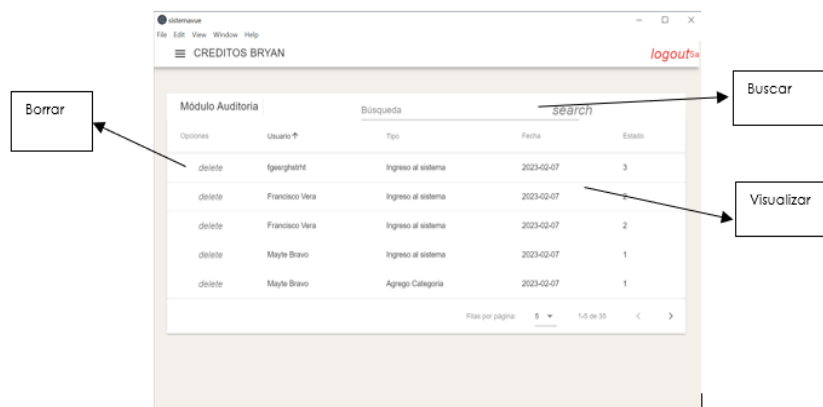 sistemavue
File Edit View Window Help
CREDITOS BRYAN
logout Sa
Borrar
Buscar
Visualizar
Módulo Auditoria
Búsqueda
search
Opciones Usuario Tipo Fecha Estado
delete fgesrghstrht Ingreso al sistema 2023-02-07 3
delete Francisco Vera Ingreso al sistema 2023-02-07 2
delete Francisco Vera Ingreso al sistema 2023-02-07 2
delete Mayte Bravo Ingreso al sistema 2023-02-07 1
delete Mayte Bravo Agrego Categoria 2023-02-07 1
Filas por página: 5 1-5 de 35